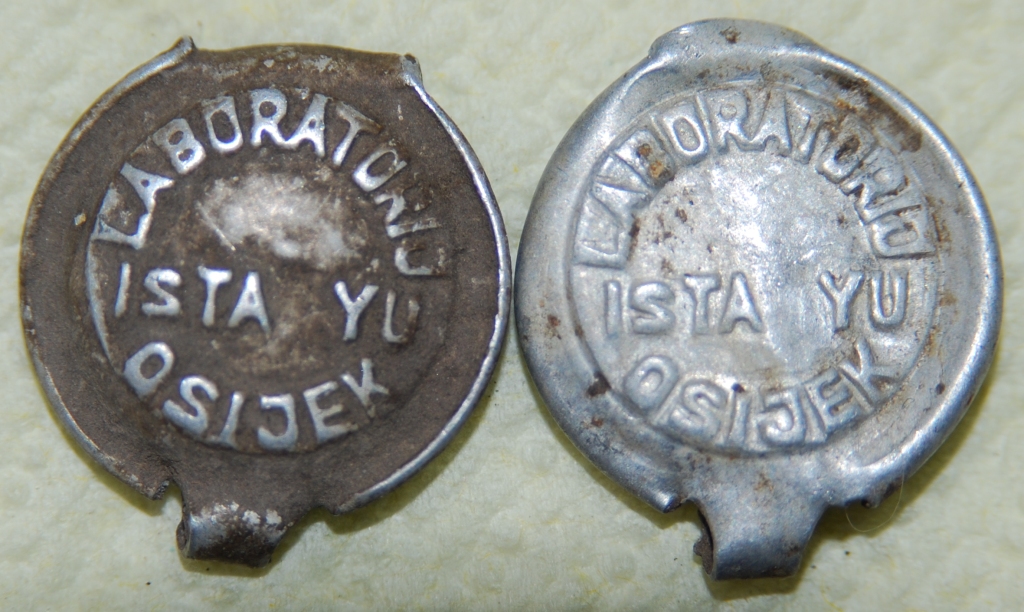 LABORATORIJ
ISTA YU
OSIJEK
LABORATORIJ
ISTA YU
OSIJEK